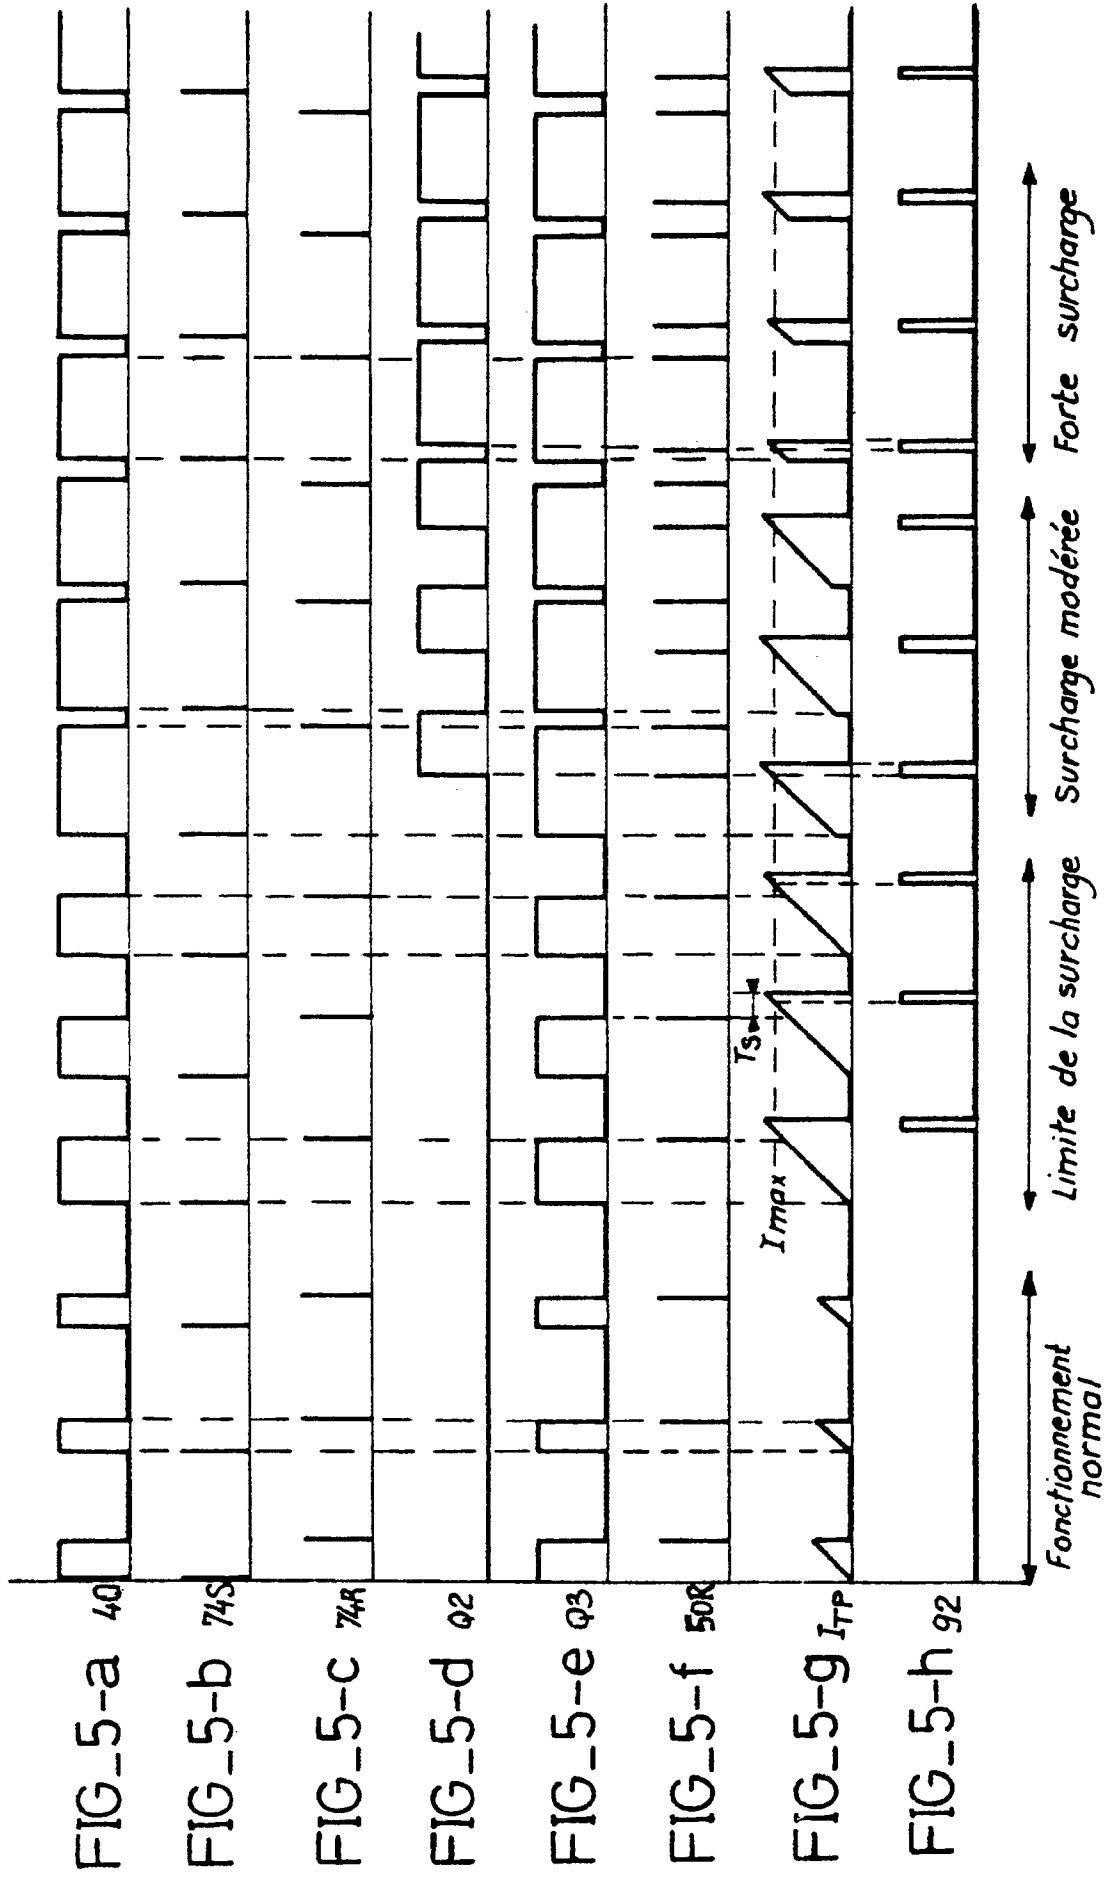 FIG_5-a 40
FIG_5-b 74S
FIG_5-c 74R
FIG_5-d Q2
FIG_5-e Q3
FIG_5-f 50R
FIG_5-g ITP
FIG_5-h 92
Imax
TS
Fonctionnement
normal
Limite de la surcharge
Surcharge modérée
Forte surcharge